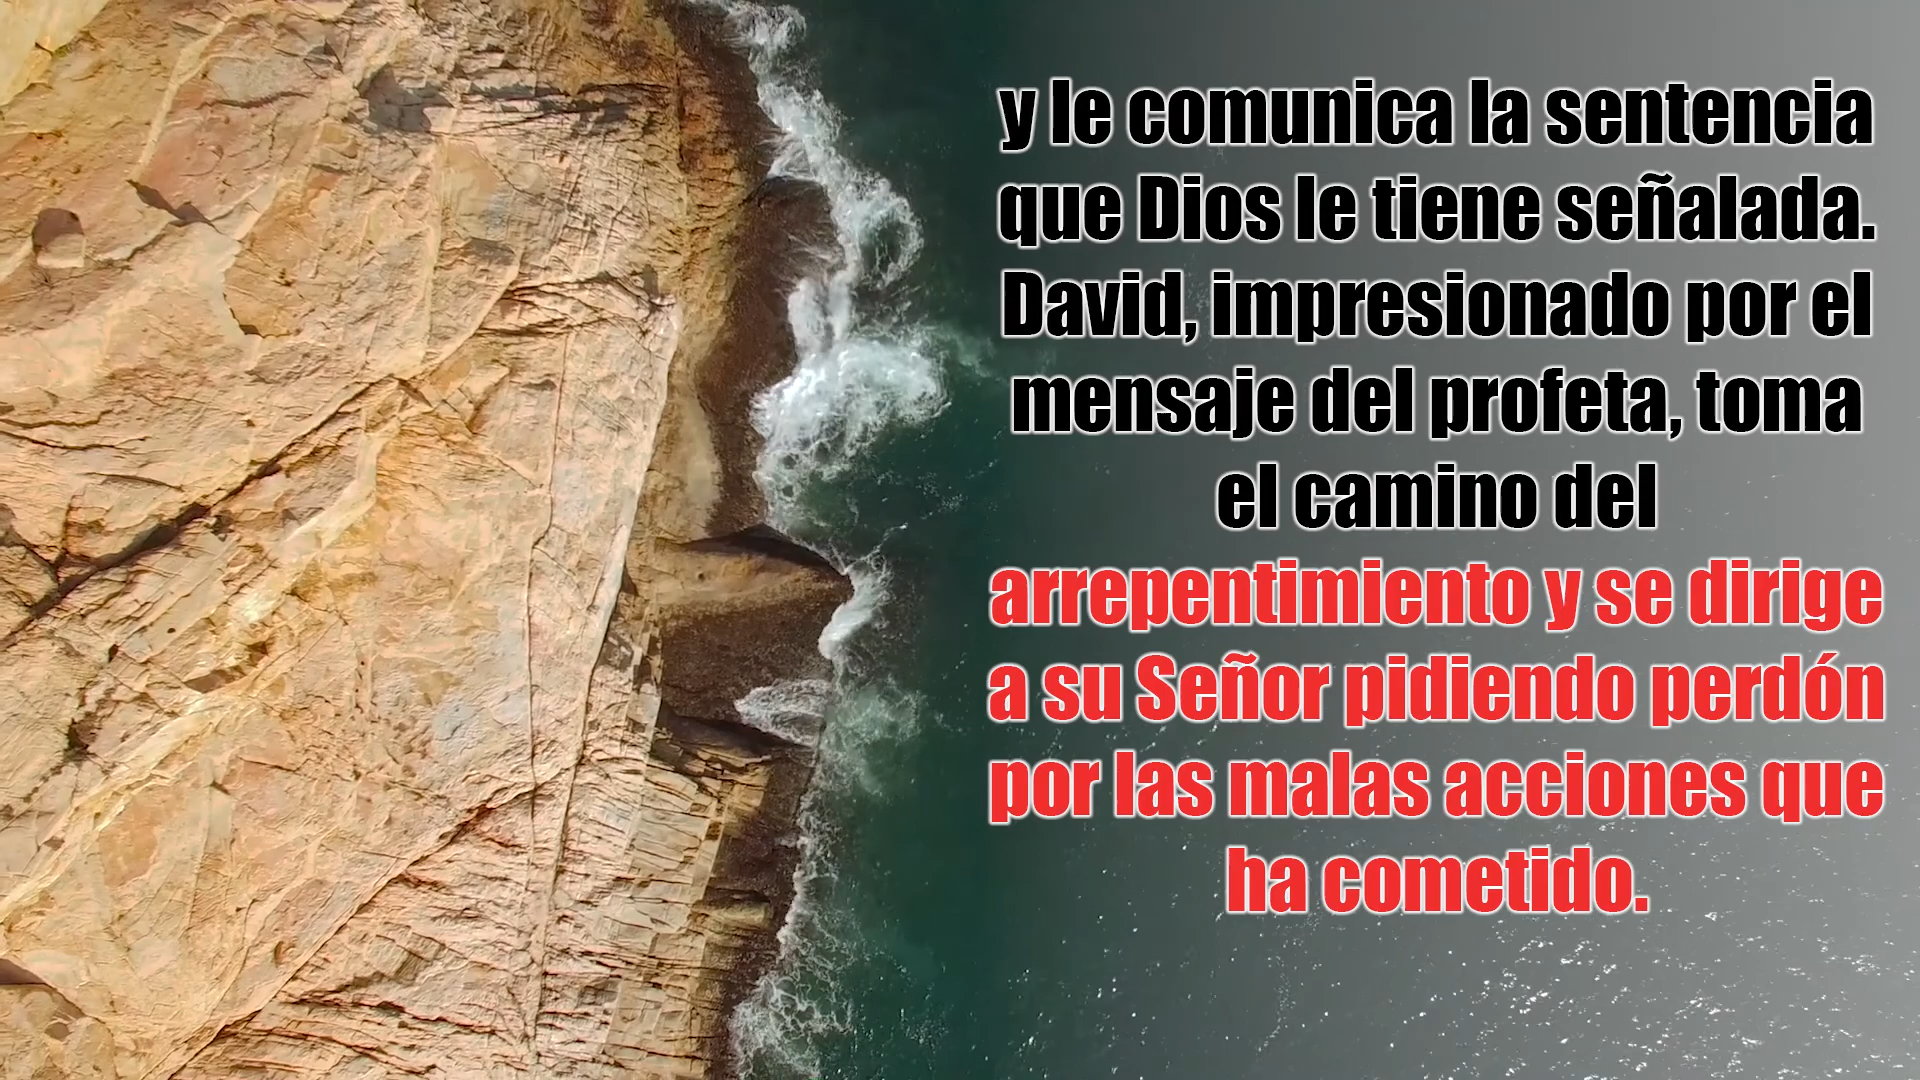 y le comunica la sentencia
que Dios le tiene señalada.
David, impresionado por el
mensaje del profeta, toma
el camino del
arrepentimiento y se dirige
a su Señor pidiendo perdón
por las malas acciones que
ha cometido.